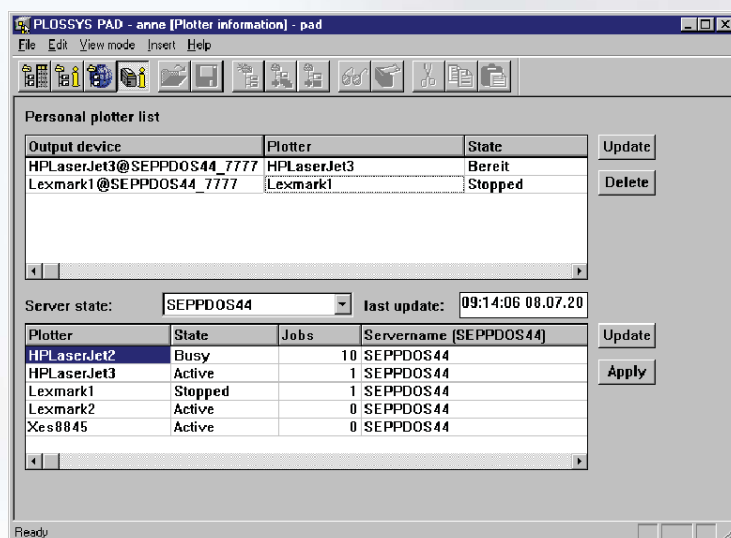 PLOSSYS PAD - anne [Plotter information] - pad
File Edit View mode Insert Help
Personal plotter list
Output device Plotter State
HPLaserJet3@SEPPDOS44_7777 HPLaserJet3 Bereit
Lexmark1@SEPPDOS44_7777 Lexmark1 Stopped
Update
Delete
Server state: SEPPDOS44 last update: 09:14:06 08.07.20
Plotter State Jobs Servername (SEPPDOS44)
HPLaserJet2 Busy 10 SEPPDOS44
HPLaserJet3 Active 1 SEPPDOS44
Lexmark1 Stopped 1 SEPPDOS44
Lexmark2 Active 0 SEPPDOS44
Xes8845 Active 0 SEPPDOS44
Update
Apply
Ready